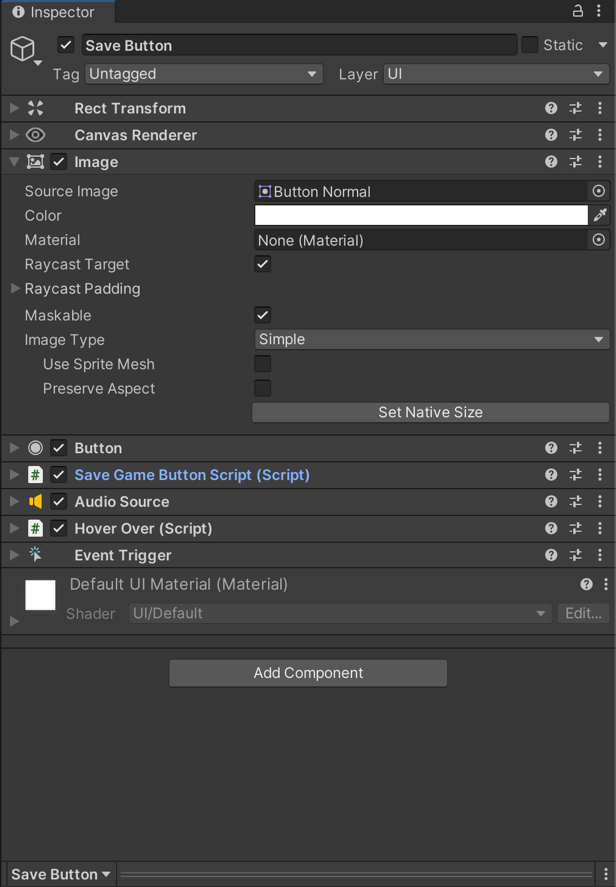 Inspector
Save Button
Static
Tag Untagged Layer UI
Rect Transform
Canvas Renderer
Image
Source Image Button Normal
Color
Material None (Material)
Raycast Target
Raycast Padding
Maskable
Image Type Simple
Use Sprite Mesh
Preserve Aspect
Set Native Size
Button
# Save Game Button Script (Script)
Audio Source
# Hover Over (Script)
Event Trigger
Default UI Material (Material)
Shader UI/Default Edit...
Add Component
Save Button